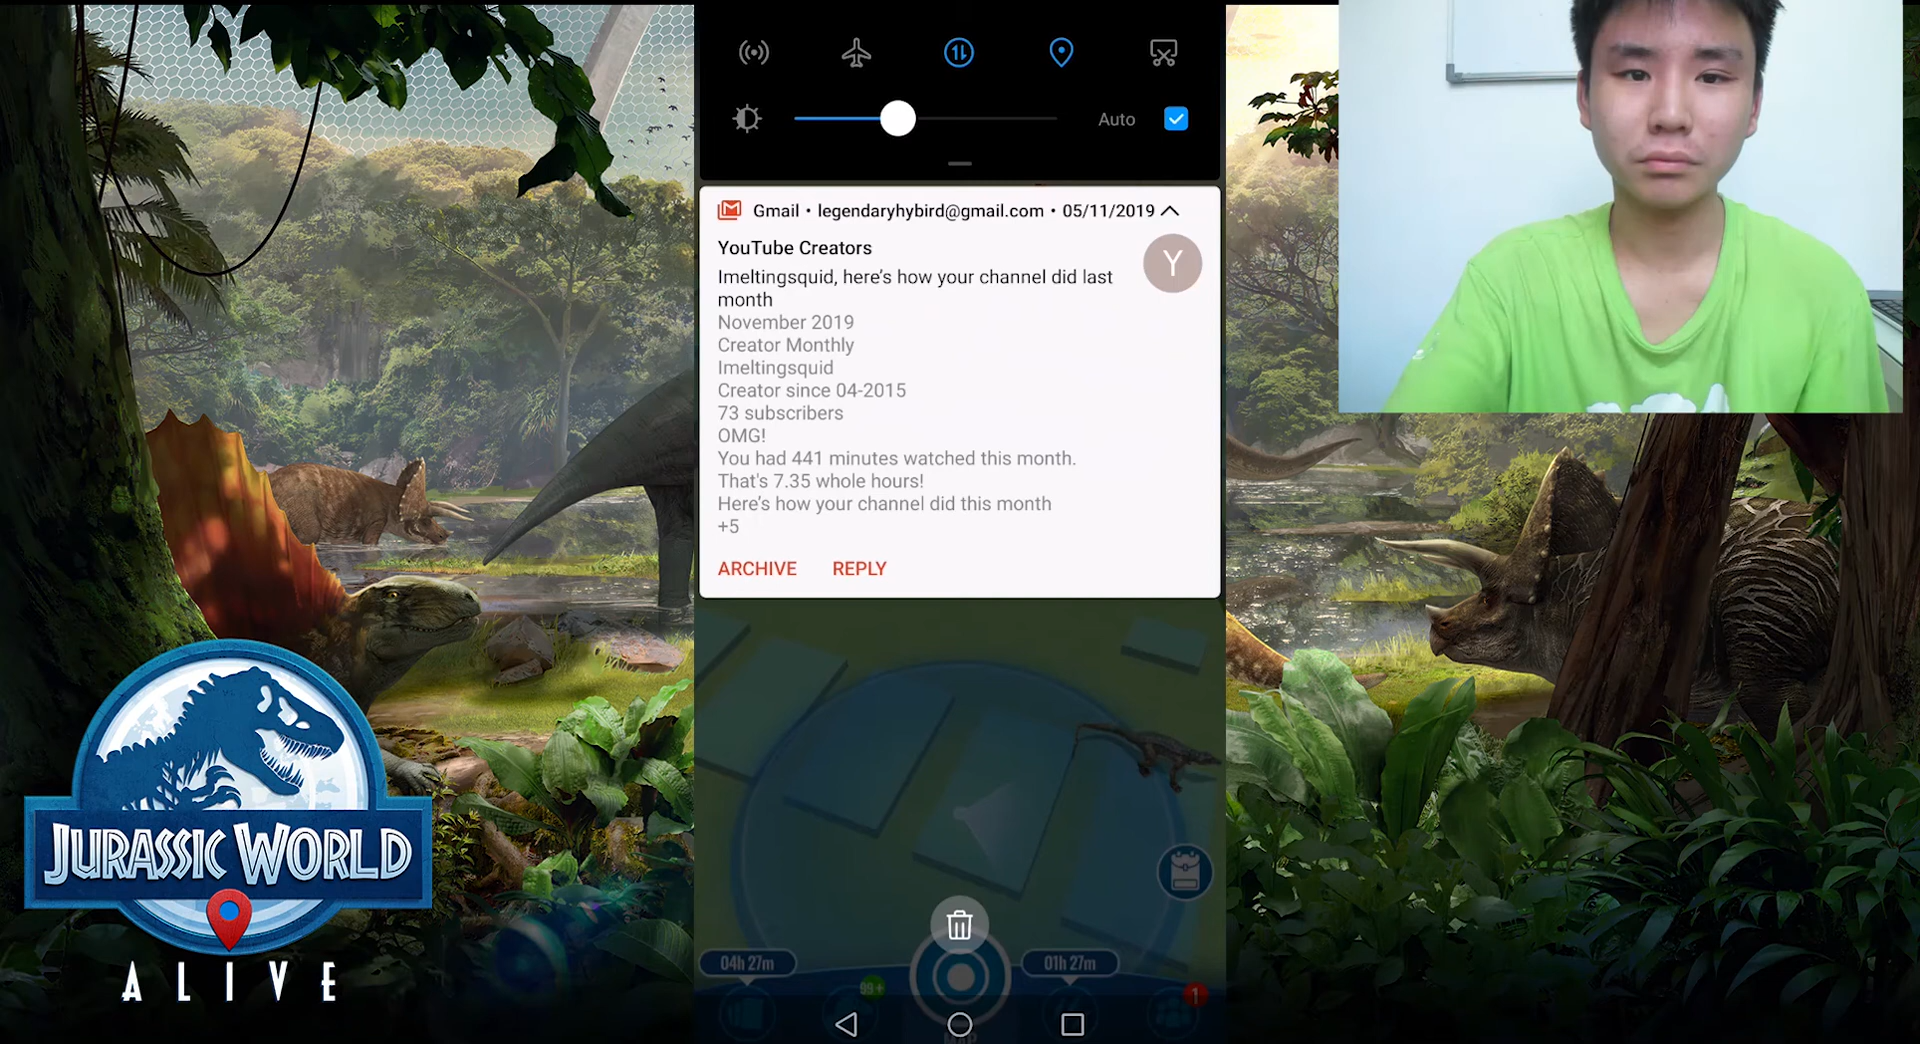 Auto
Gmail • legendaryhybird@gmail.com • 05/11/2019
YouTube Creators
Y
Imeltingsquid, here's how your channel did last
month
November 2019
Creator Monthly
Imeltingsquid
Creator since 04-2015
73 subscribers
OMG!
You had 441 minutes watched this month.
That's 7.35 whole hours!
Here's how your channel did this month
+5
ARCHIVE REPLY
JURASSIC WORLD
ALIVE
04h 27m
01h 27m
99+
1
MAP